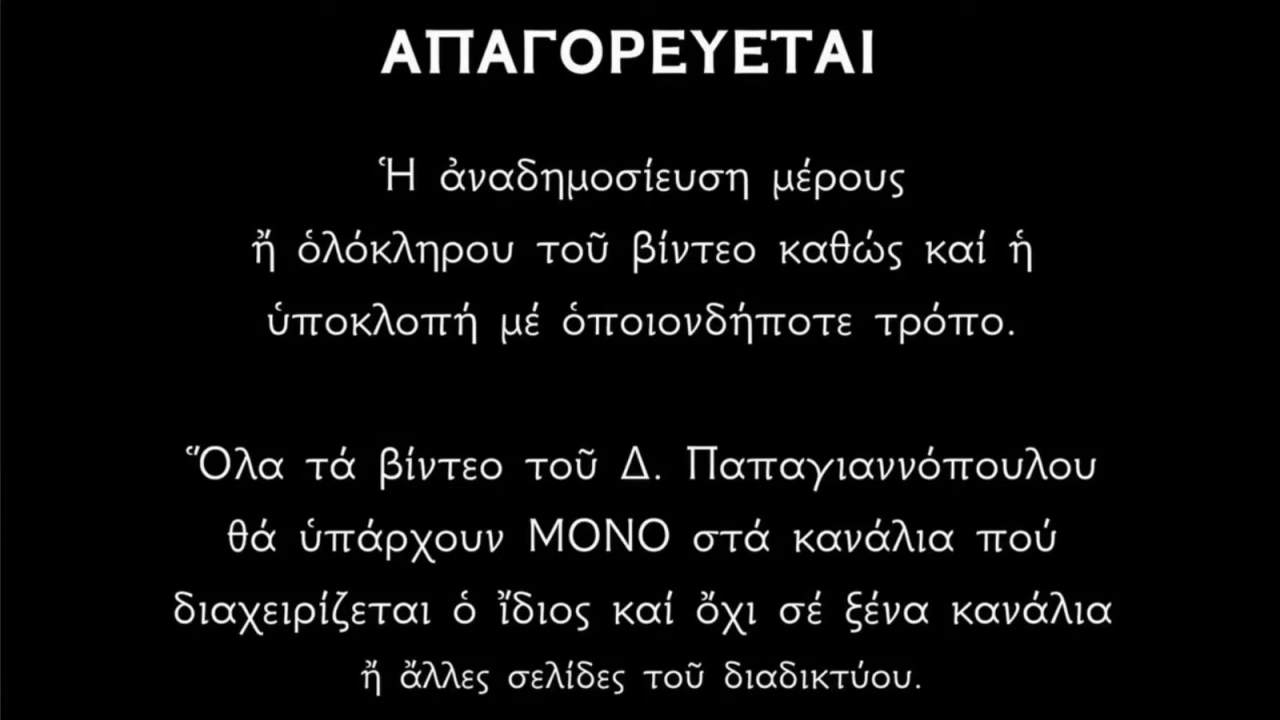 ΑΠΑΓΟΡΕΥΕΤΑΙ
Ἡ ἀναδημοσίευση μέρους
ἤ ὁλόκληρου τοῦ βίντεο καθώς καί ἡ
ὑποκλοπή μέ ὁποιονδήποτε τρόπο.
Ὅλα τά βίντεο τοῦ Δ. Παπαγιαννόπουλου
θά ὑπάρχουν ΜΟΝΟ στά κανάλια πού
διαχειρίζεται ὁ ἴδιος καί ὄχι σέ ξένα κανάλια
ἤ ἄλλες σελίδες τοῦ διαδικτύου.